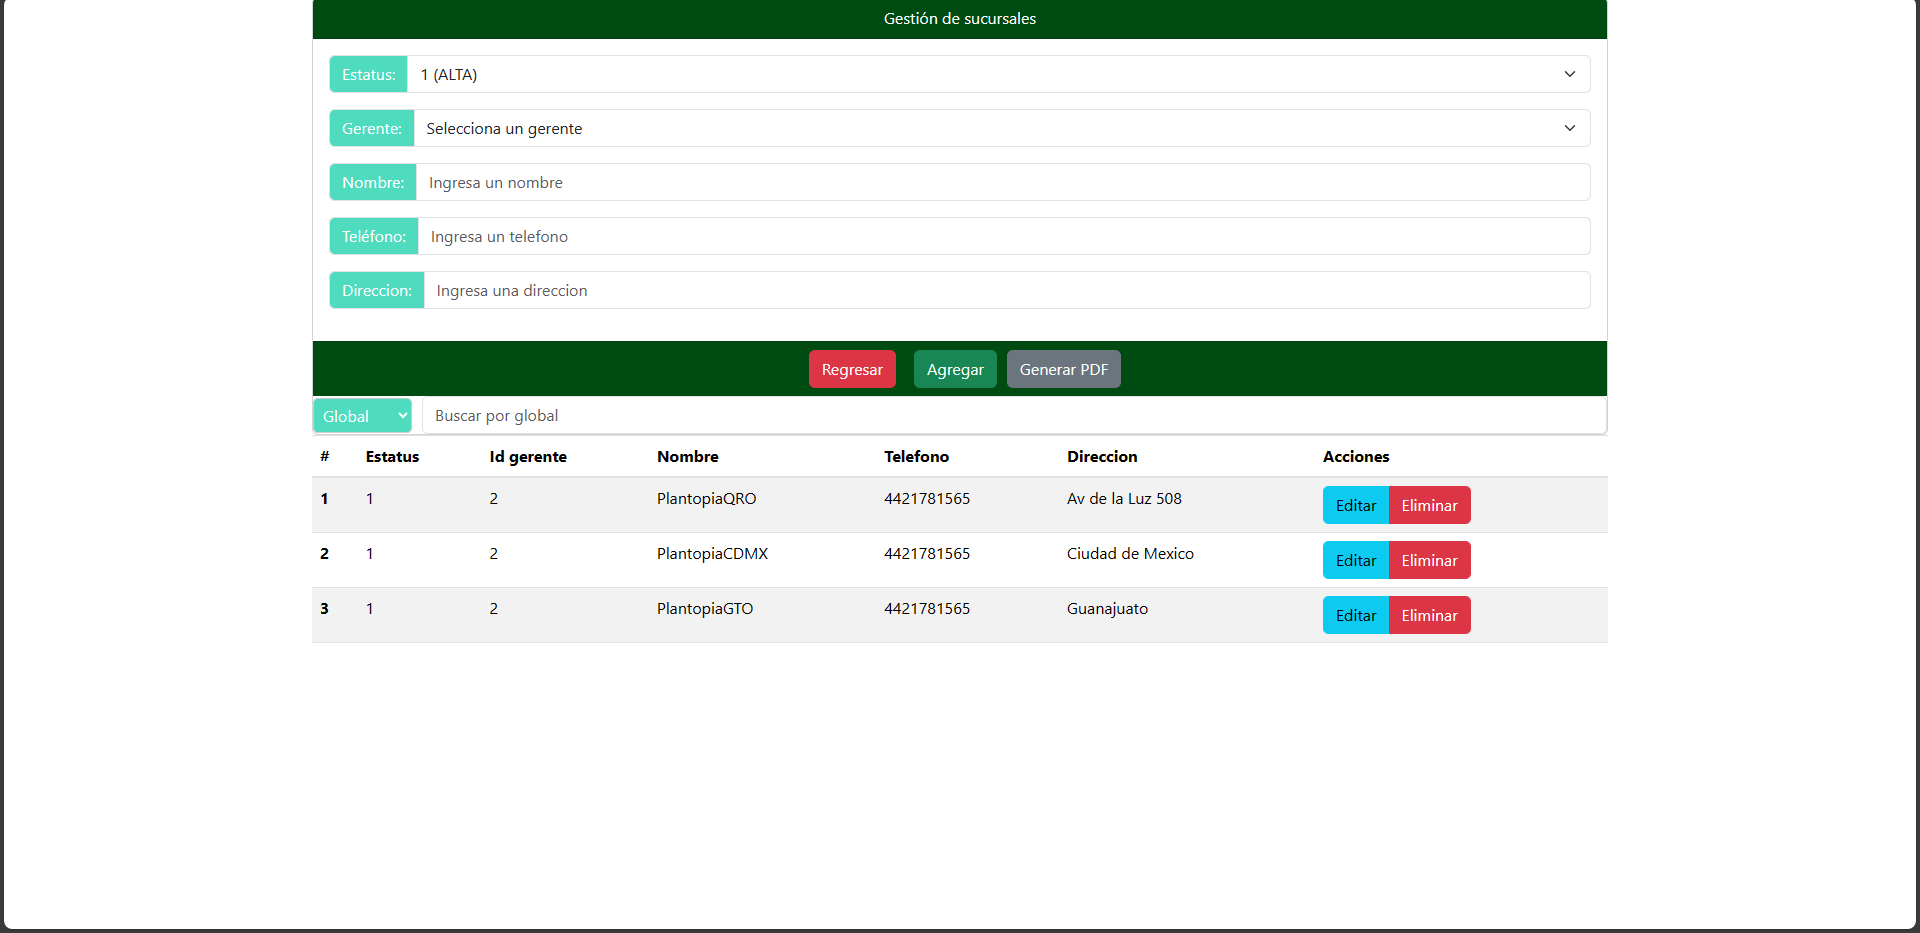 Gestión de sucursales
Estatus: 1 (ALTA)
Gerente: Selecciona un gerente
Nombre: Ingresa un nombre
Teléfono: Ingresa un telefono
Direccion: Ingresa una direccion
Regresar Agregar Generar PDF
Global Buscar por global
# Estatus Id gerente Nombre Telefono Direccion Acciones
1 1 2 PlantopiaQRO 4421781565 Av de la Luz 508 Editar Eliminar
2 1 2 PlantopiaCDMX 4421781565 Ciudad de Mexico Editar Eliminar
3 1 2 PlantopiaGTO 4421781565 Guanajuato Editar Eliminar